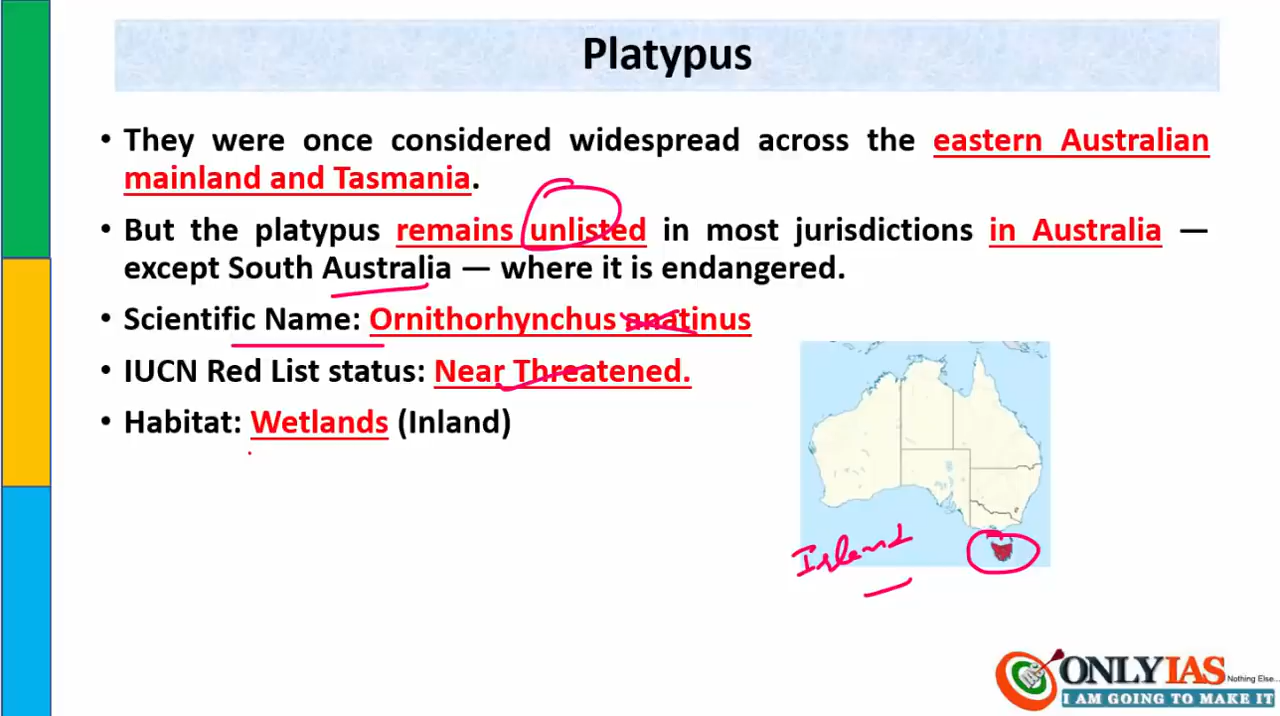 Platypus
• They were once considered widespread across the eastern Australian
mainland and Tasmania.
• But the platypus remains unlisted in most jurisdictions in Australia —
except South Australia — where it is endangered.
• Scientific Name: Ornithorhynchus anatinus
• IUCN Red List status: Near Threatened.
• Habitat: Wetlands (Inland)
Island
IAS
ONLYIAS Nothing Else...
I AM GOING TO MAKE IT